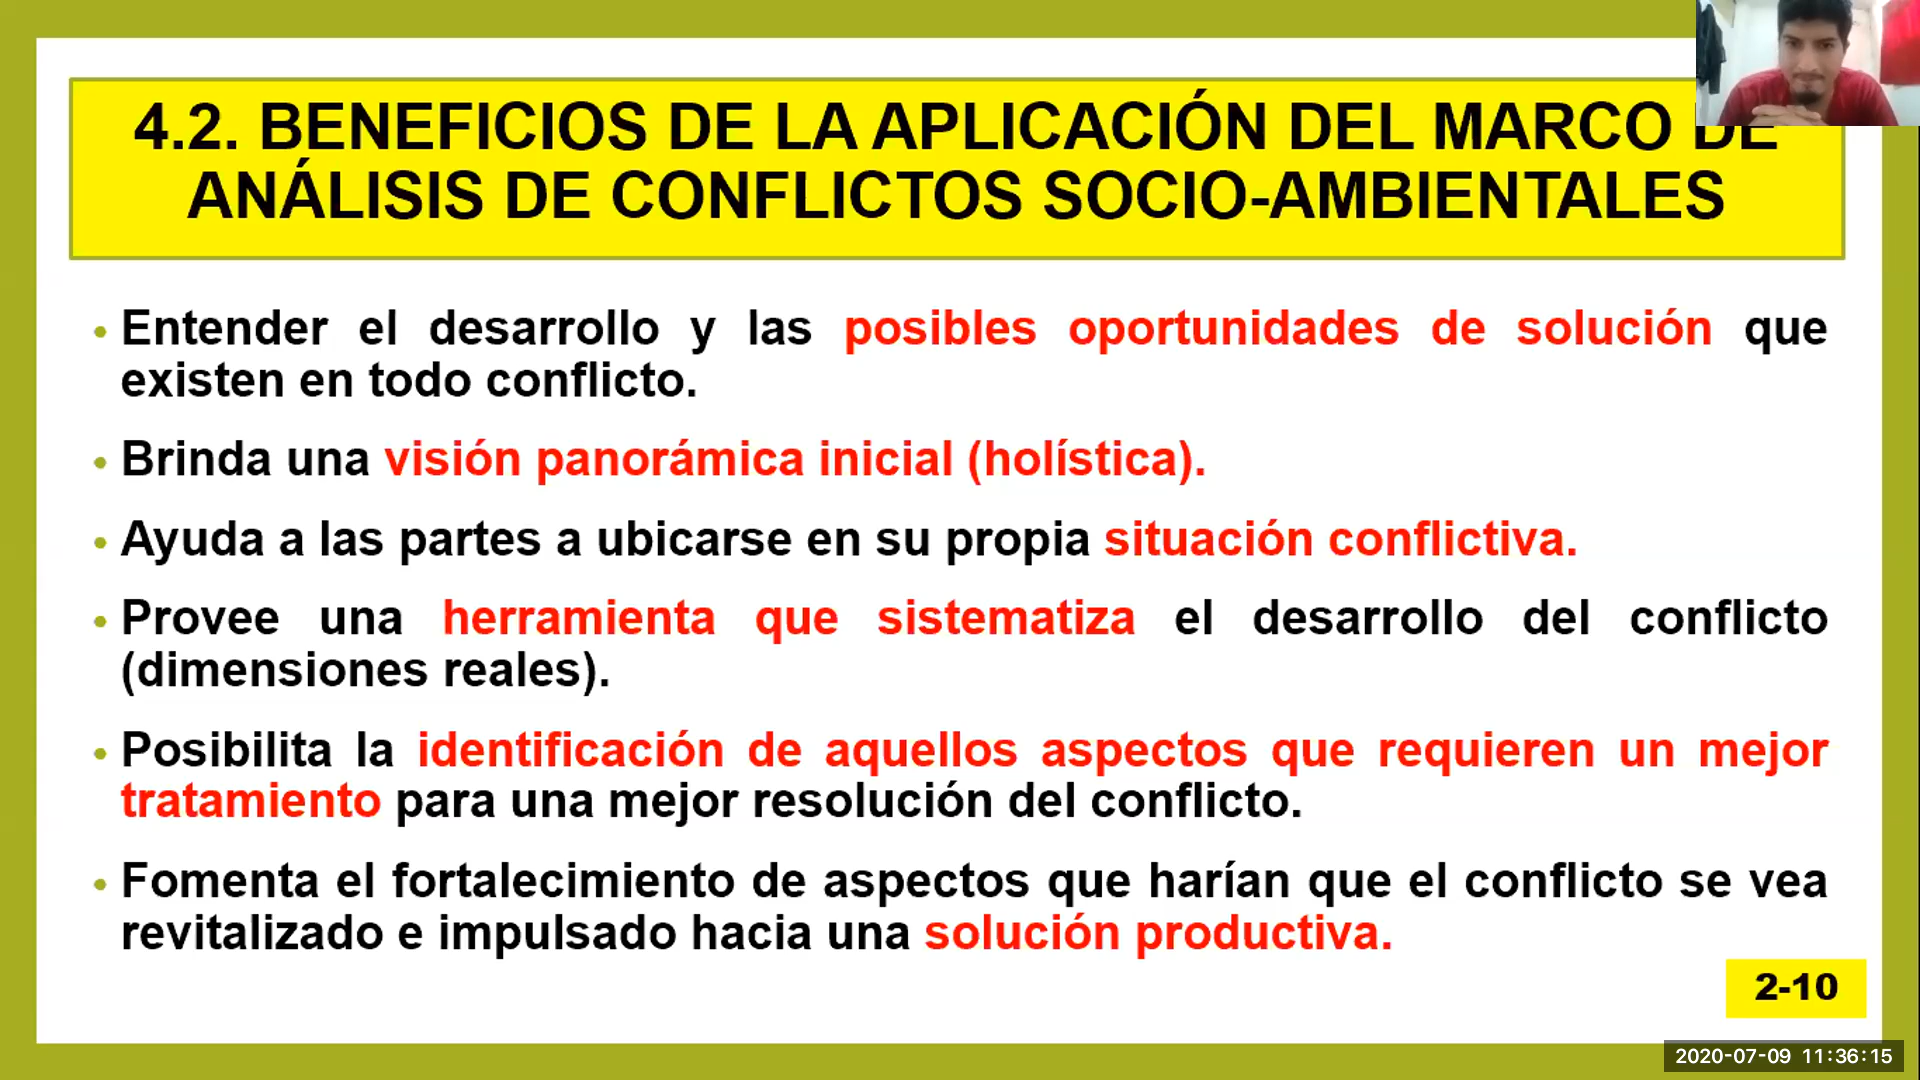 4.2. BENEFICIOS DE LA APLICACIÓN DEL MARCO DE
ANÁLISIS DE CONFLICTOS SOCIO-AMBIENTALES
• Entender el desarrollo y las posibles oportunidades de solución que
existen en todo conflicto.
• Brinda una visión panorámica inicial (holística).
• Ayuda a las partes a ubicarse en su propia situación conflictiva.
• Provee una herramienta que sistematiza el desarrollo del conflicto
(dimensiones reales).
• Posibilita la identificación de aquellos aspectos que requieren un mejor
tratamiento para una mejor resolución del conflicto.
• Fomenta el fortalecimiento de aspectos que harían que el conflicto se vea
revitalizado e impulsado hacia una solución productiva.
2-10
2020-07-09 11:36:15